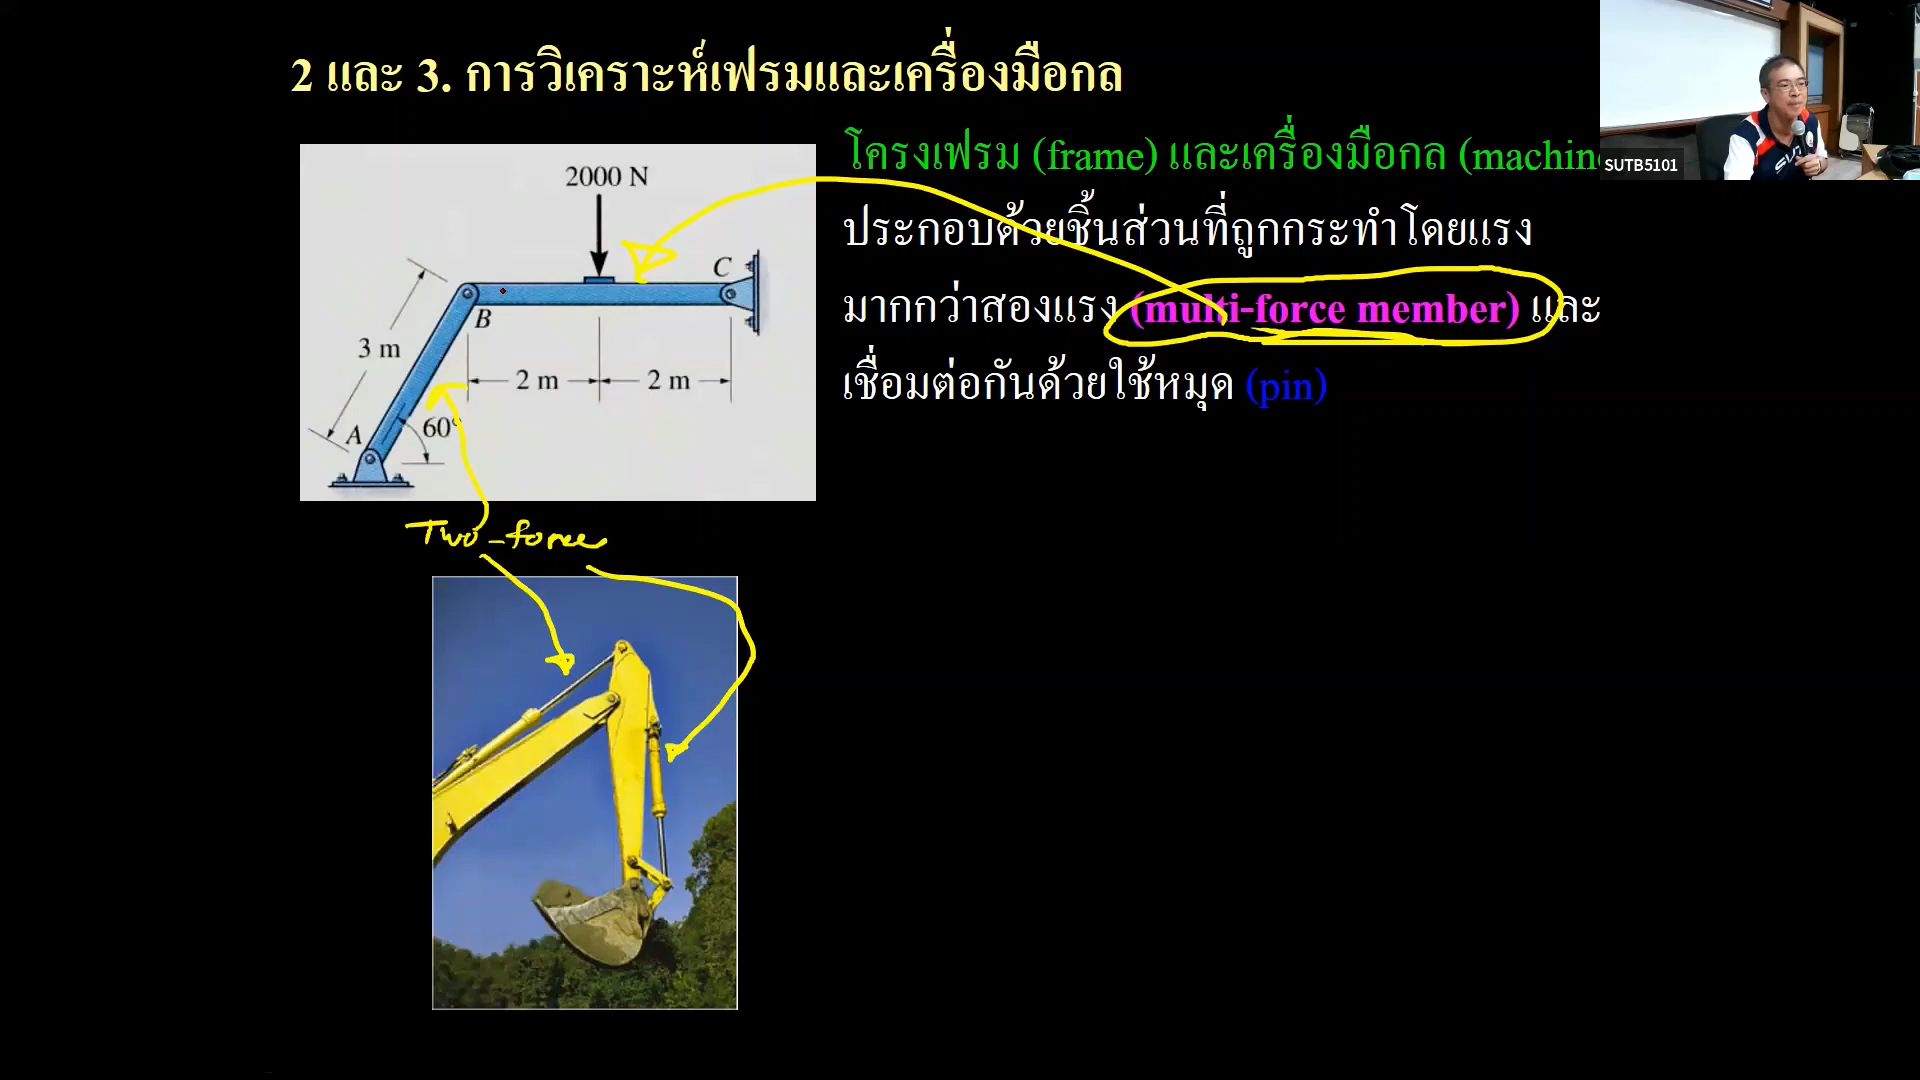 2 และ 3. การวิเคราะห์เฟรมและเครื่องมือกล
โครงเฟรม (frame) และเครื่องมือกล (machin
ประกอบด้วยชิ้นส่วนที่ถูกกระทำโดยแรง
มากกว่าสองแรง (multi-force member) และ
เชื่อมต่อกันด้วยใช้หมุด (pin)
2000 N
C
B
3 m
2 m
2 m
A
60°
Two-force
SUTB5101